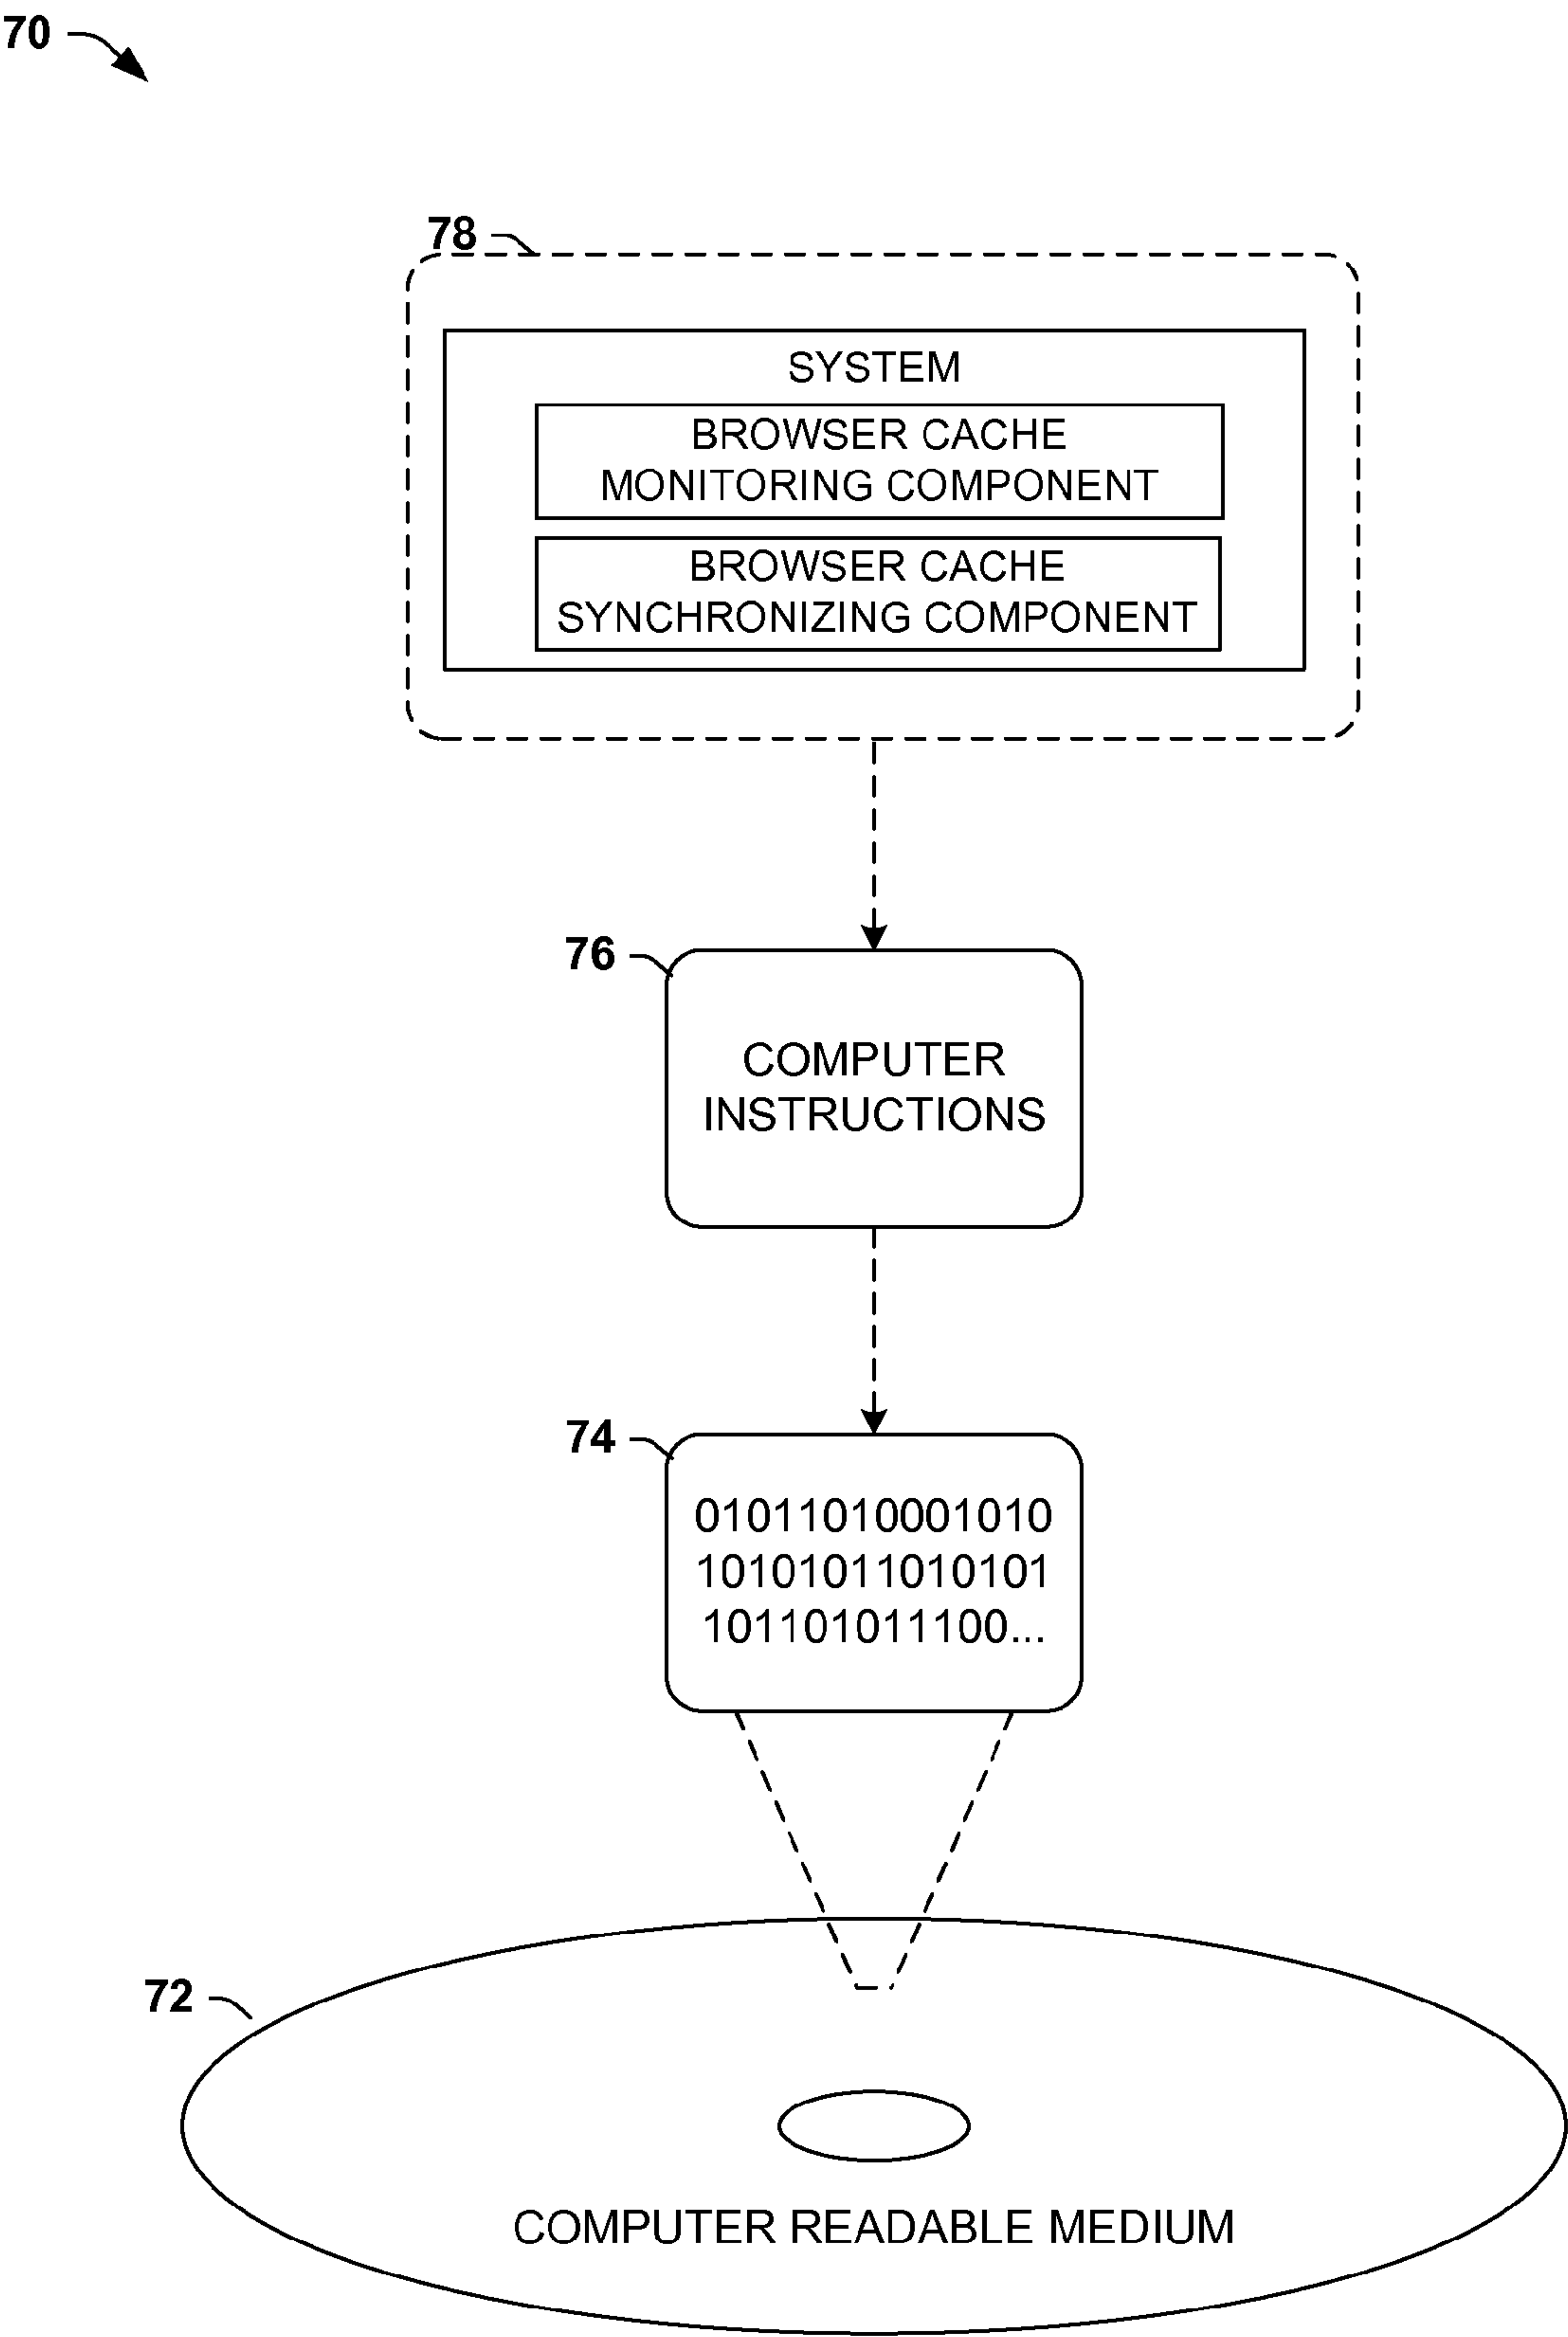 70
78
SYSTEM
BROWSER CACHE
MONITORING COMPONENT
BROWSER CACHE
SYNCHRONIZING COMPONENT
76
COMPUTER
INSTRUCTIONS
74
01011010001010
10101011010101
101101011100...
72
COMPUTER READABLE MEDIUM